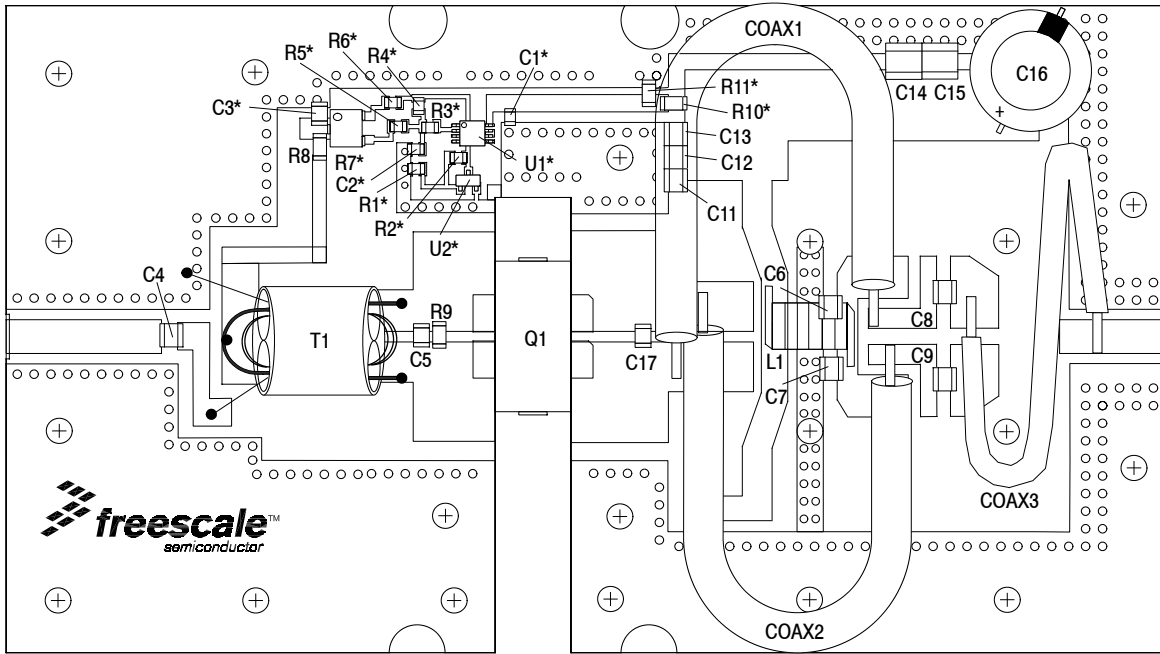 COAX1
R6*
R5*
R4*
C1*
C3*
R3*
R11*
R10*
C14 C15
C16
+
C13
R8
R7*
U1*
C12
C2*
R1*
R2*
C11
U2*
C4
C6
T1
R9
C5
Q1
C17
L1
C7
C8
C9
COAX3
freescale™
semiconductor
COAX2